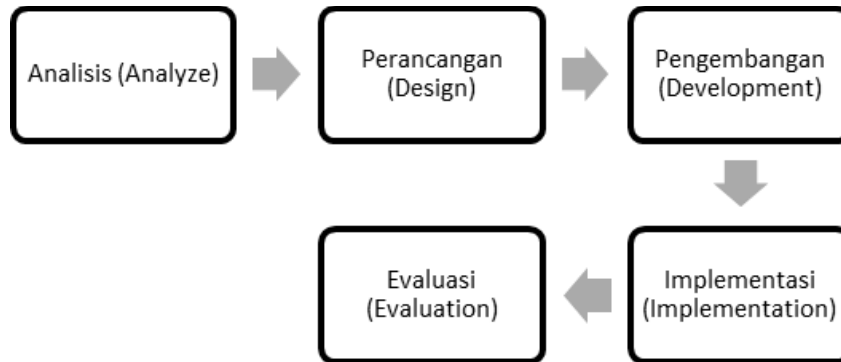 Analisis (Analyze)
Perancangan
(Design)
Pengembangan
(Development)
Implementasi
(Implementation)
Evaluasi
(Evaluation)